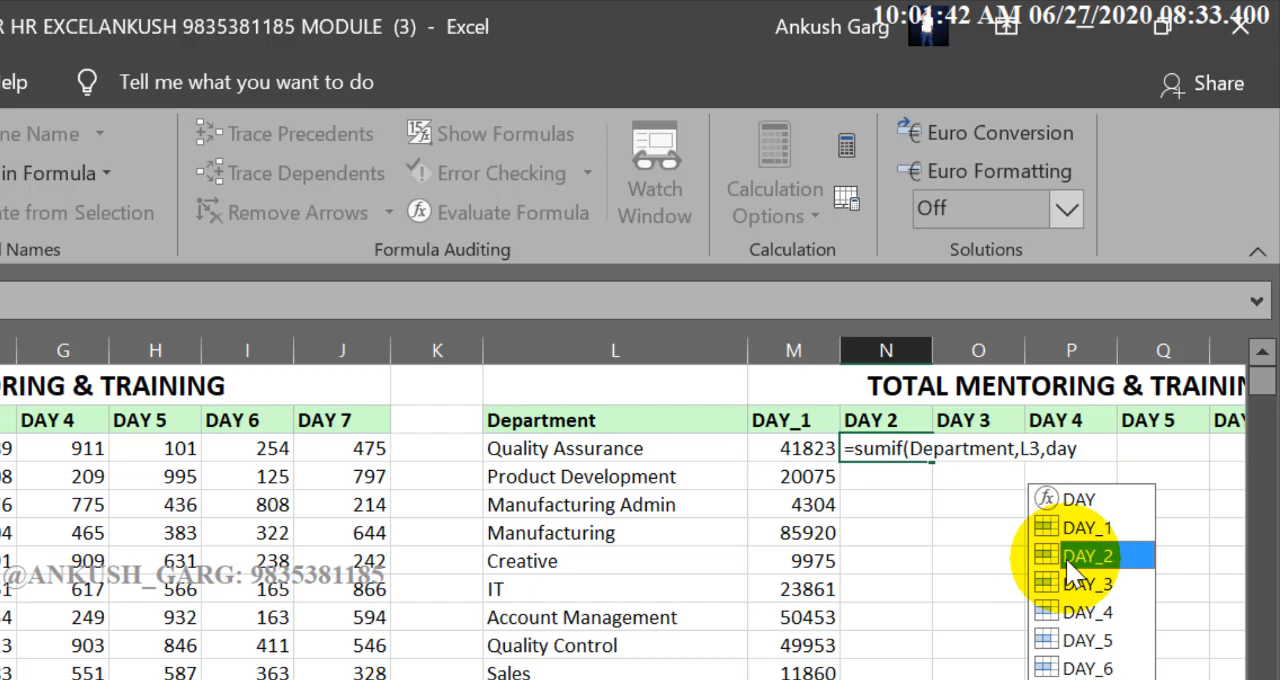 R HR EXCELANKUSH 9835381185 MODULE (3) - Excel
Ankush Garg
10:01:42 AM 06/27/2020 08:33.400
elp
Tell me what you want to do
Share
ne Name
Trace Precedents
Show Formulas
Euro Conversion
in Formula
Trace Dependents
Error Checking
Watch Window
Calculation Options
Euro Formatting
te from Selection
Remove Arrows
Evaluate Formula
Off
Names
Formula Auditing
Calculation
Solutions
G H I J K L M N O P Q
RING & TRAINING
TOTAL MENTORING & TRAININ
DAY 4 DAY 5 DAY 6 DAY 7 Department DAY_1 DAY 2 DAY 3 DAY 4 DAY 5 DAY
911 101 254 475 Quality Assurance 41823 =sumif(Department,L3,day
209 995 125 797 Product Development 20075
775 436 808 214 Manufacturing Admin 4304
465 383 322 644 Manufacturing 85920
909 631 238 242 Creative 9975
617 566 165 866 IT 23861
249 932 163 594 Account Management 50453
903 846 411 546 Quality Control 49953
551 587 363 328 Sales 11860
DAY
DAY_1
DAY_2
DAY_3
DAY_4
DAY_5
DAY_6
@ANKUSH_GARG: 9835381185